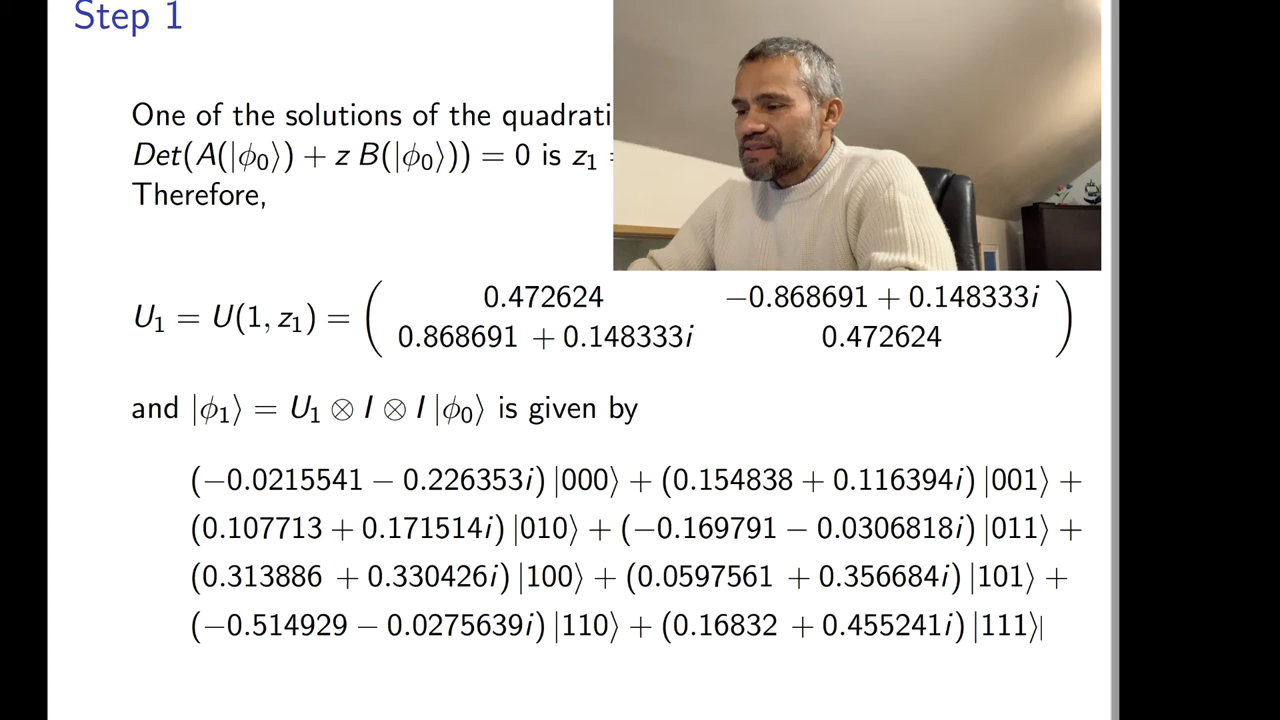 Step 1
One of the solutions of the quadrati
Det(A(|ϕ₀⟩) + z B(|ϕ₀⟩)) = 0 is z₁ =
Therefore,
U₁ = U(1, z₁) = ( 0.472624 −0.868691 + 0.148333i
0.868691 + 0.148333i 0.472624 )
and |ϕ₁⟩ = U₁ ⊗ I ⊗ I |ϕ₀⟩ is given by
(−0.0215541 − 0.226353i) |000⟩ + (0.154838 + 0.116394i) |001⟩ +
(0.107713 + 0.171514i) |010⟩ + (−0.169791 − 0.0306818i) |011⟩ +
(0.313886 + 0.330426i) |100⟩ + (0.0597561 + 0.356684i) |101⟩ +
(−0.514929 − 0.0275639i) |110⟩ + (0.16832 + 0.455241i) |111⟩|